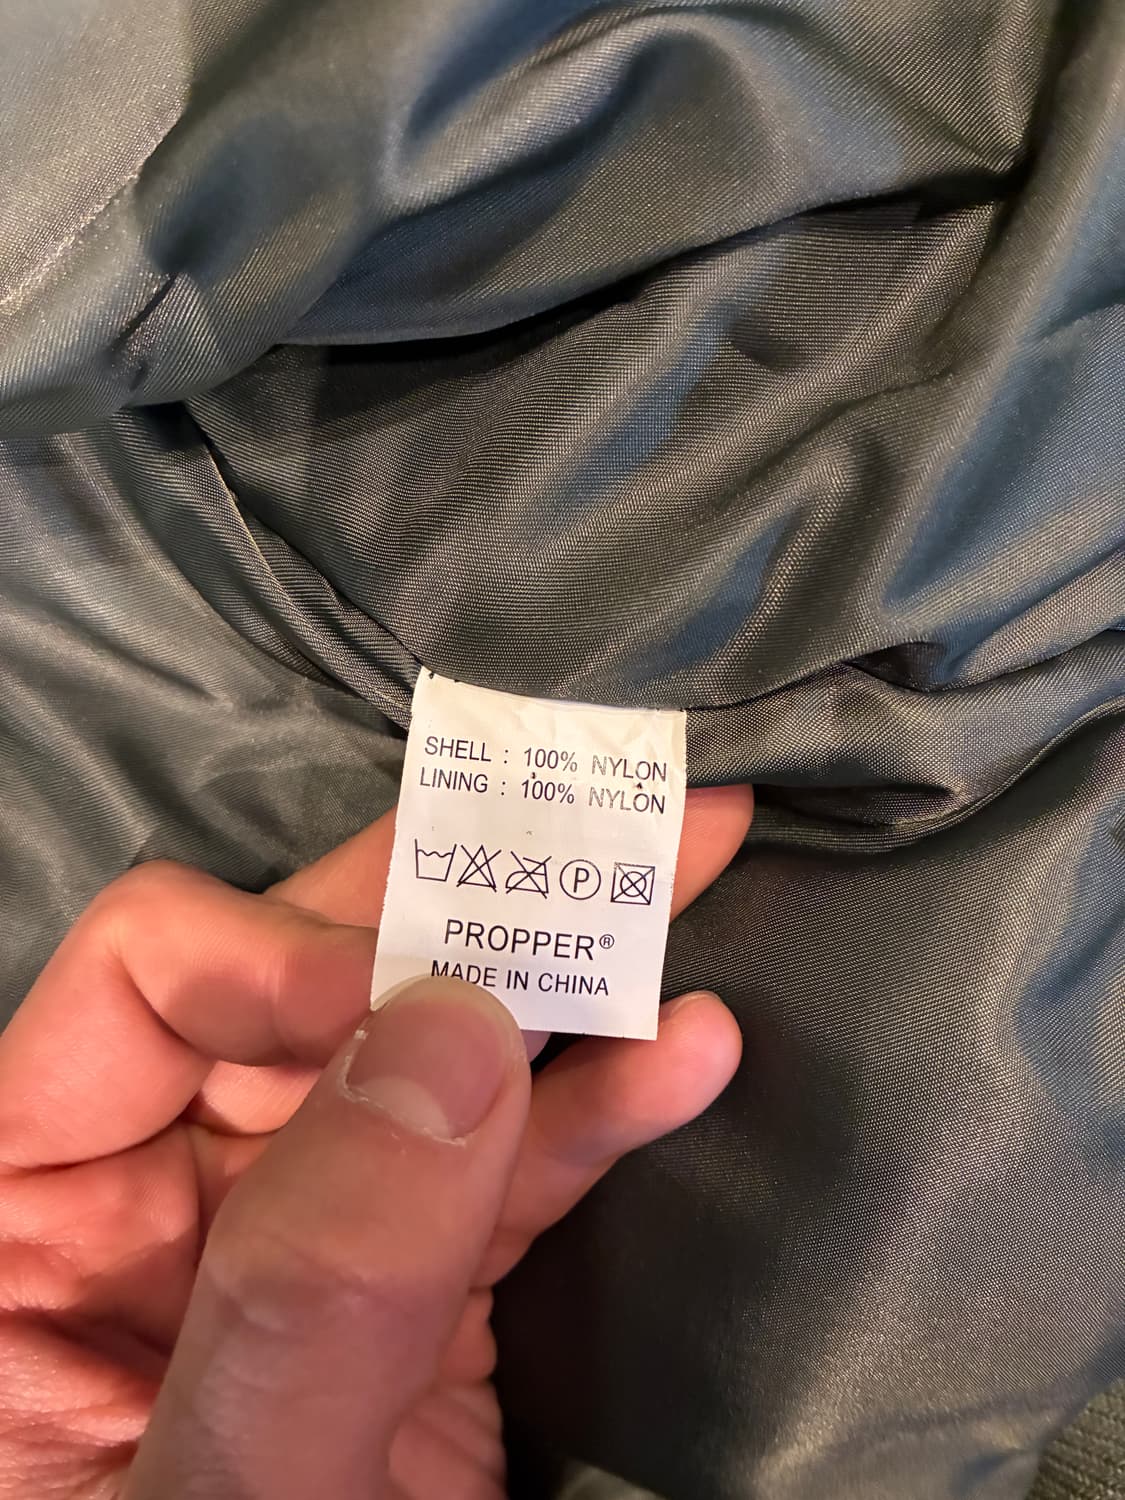 SHELL : 100% NYLON
LINING : 100% NYLON
P
PROPPER®
MADE IN CHINA